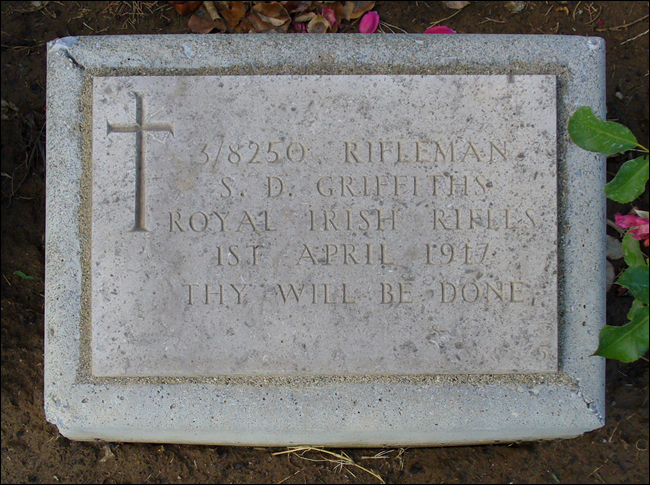 3/8250 RIFLEMAN
S. D. GRIFFITHS
ROYAL IRISH RIFLES
1ST APRIL 1917
THY WILL BE DONE